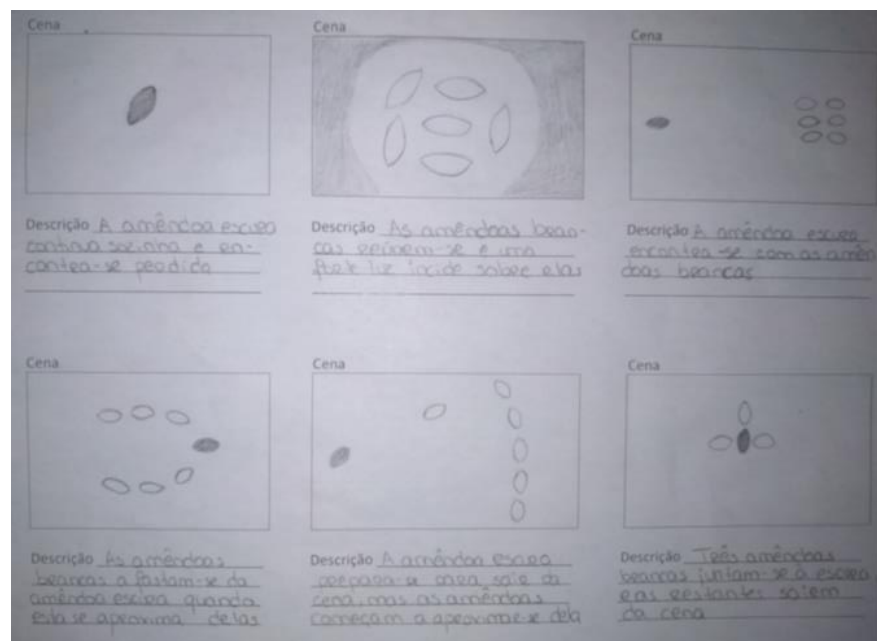 Cena
Descrição A amêndoa escura
continua sozinha e en-
contra-se perdida
Cena
Descrição As amêndoas bran-
cas reúnem-se e uma
forte luz incide sobre elas
Cena
Descrição A amêndoa escura
encontra-se com as amên
doas brancas
Cena
Descrição As amêndoas
brancas afastam-se da
amêndoa escura quando
esta se aproxima delas
Cena
Descrição A amêndoa escura
prepara-se para sair da
cena, mas as amêndoas
começam a aproximar-se dela
Cena
Descrição Três amêndoas
brancas juntam-se à escura
e as restantes saiem
da cena